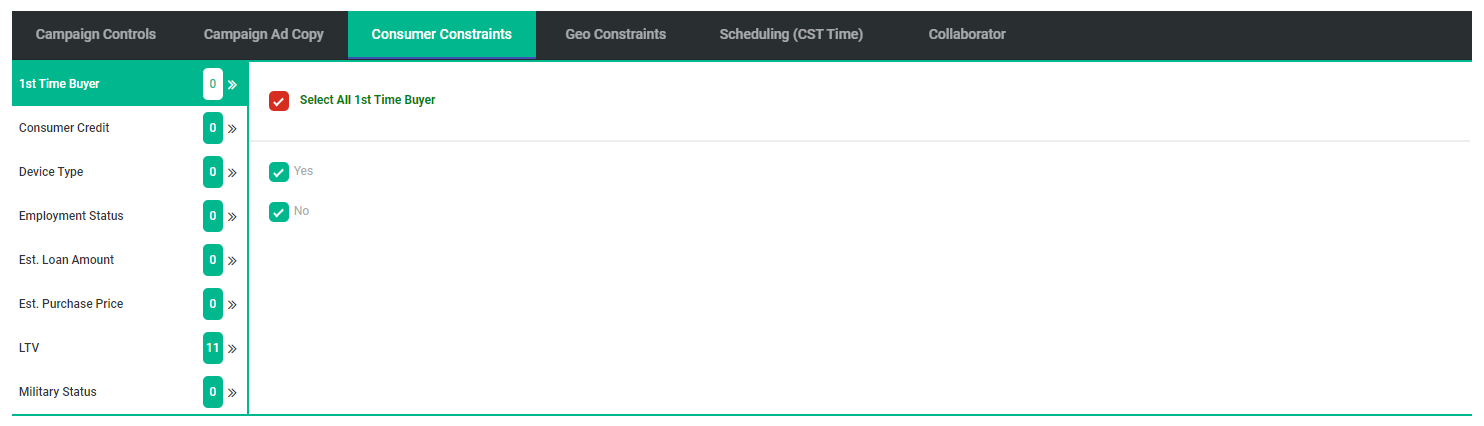 Campaign Controls Campaign Ad Copy Consumer Constraints Geo Constraints Scheduling (CST Time) Collaborator
1st Time Buyer 0
Consumer Credit 0
Device Type 0
Employment Status 0
Est. Loan Amount 0
Est. Purchase Price 0
LTV 11
Military Status 0
Select All 1st Time Buyer
Yes
No